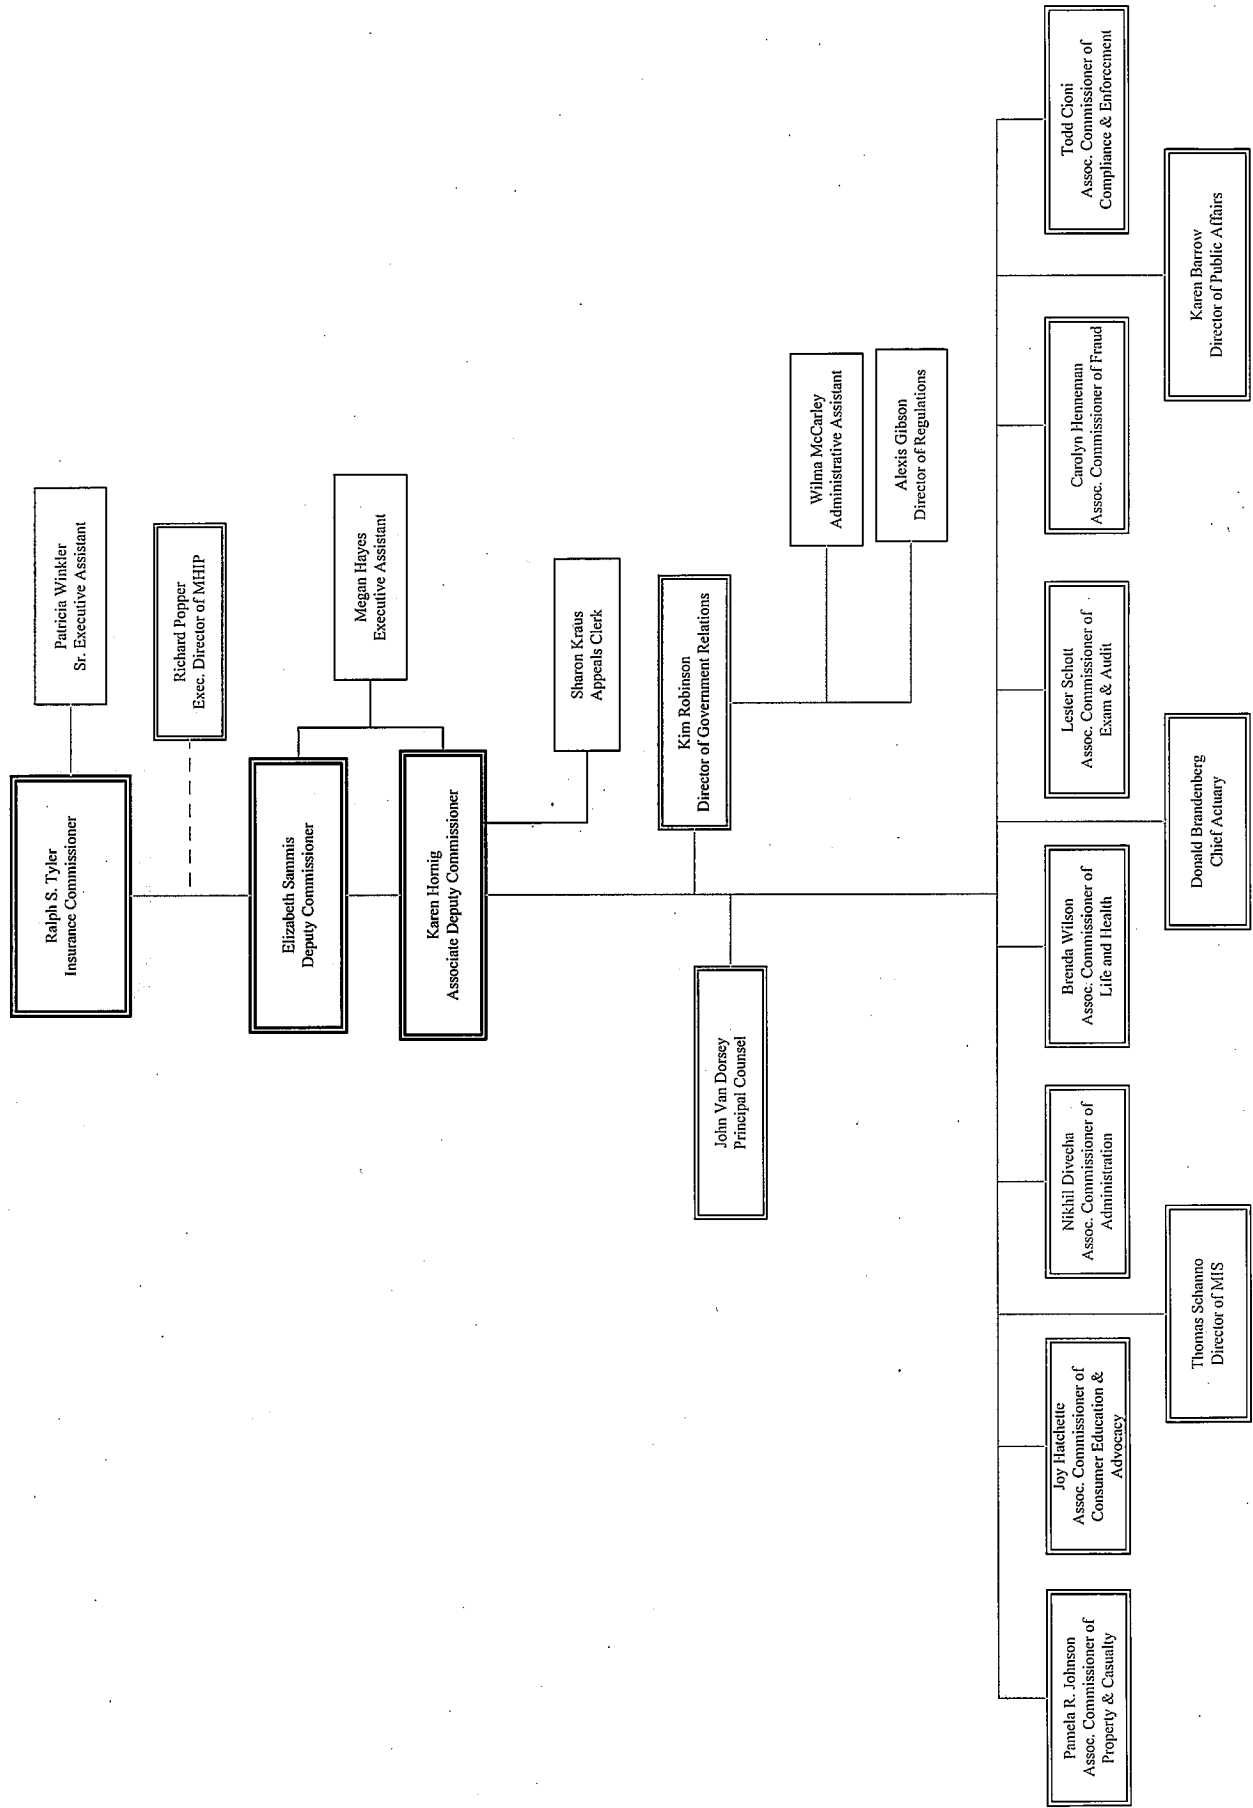 Ralph S. Tyler
Insurance Commissioner
Patricia Winkler
Sr. Executive Assistant
Richard Popper
Exec. Director of MHIP
Elizabeth Sammis
Deputy Commissioner
Megan Hayes
Executive Assistant
Karen Hornig
Associate Deputy Commissioner
Sharon Kraus
Appeals Clerk
Kim Robinson
Director of Government Relations
John Van Dorsey
Principal Counsel
Wilma McCarley
Administrative Assistant
Alexis Gibson
Director of Regulations
Pamela R. Johnson
Assoc. Commissioner of
Property & Casualty
Joy Hatchette
Assoc. Commissioner of
Consumer Education &
Advocacy
Nikhil Divecha
Assoc. Commissioner of
Administration
Brenda Wilson
Assoc. Commissioner of
Life and Health
Lester Schott
Assoc. Commissioner of
Exam & Audit
Carolyn Henneman
Assoc. Commissioner of Fraud
Todd Cioni
Assoc. Commissioner of
Compliance & Enforcement
Thomas Schanno
Director of MIS
Donald Brandenberg
Chief Actuary
Karen Barrow
Director of Public Affairs